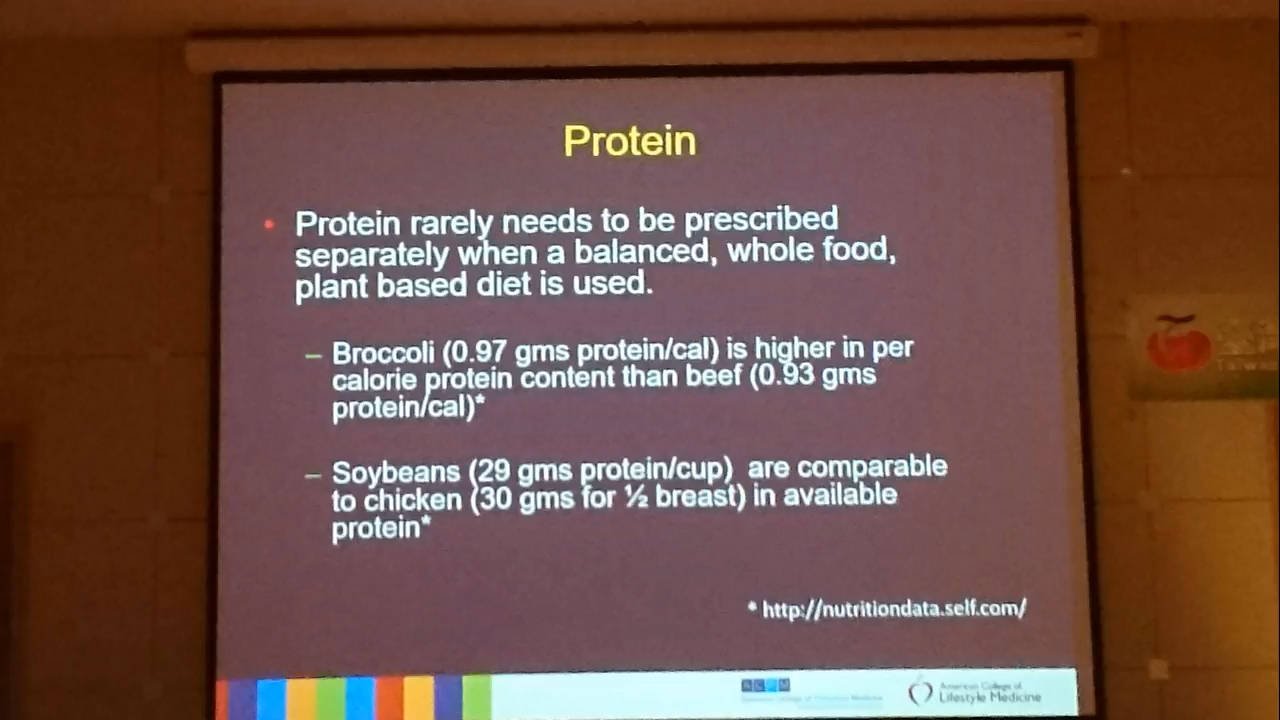 Protein
• Protein rarely needs to be prescribed
separately when a balanced, whole food,
plant based diet is used.
– Broccoli (0.97 gms protein/cal) is higher in per
calorie protein content than beef (0.93 gms
protein/cal)*
– Soybeans (29 gms protein/cup) are comparable
to chicken (30 gms for ½ breast) in available
protein*
* http://nutritiondata.self.com/
American College of
Lifestyle Medicine